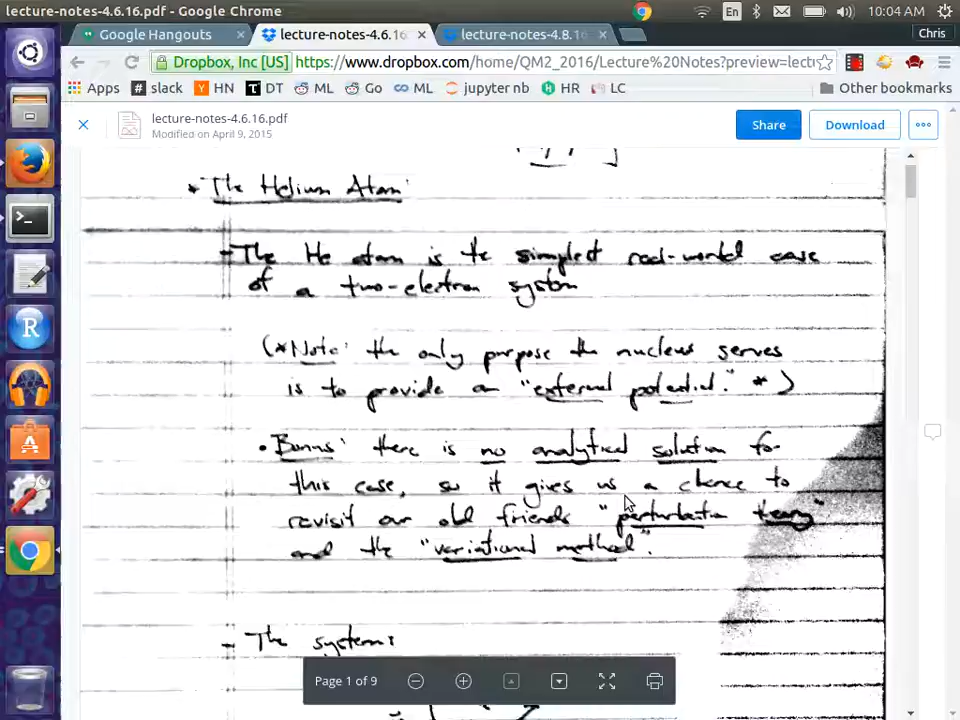 lecture-notes-4.6.16.pdf - Google Chrome
En
10:04 AM
Google Hangouts
lecture-notes-4.6.16
lecture-notes-4.8.16
Chris
Dropbox, Inc [US]
https://www.dropbox.com/home/QM2_2016/Lecture%20Notes?preview=lectu
Apps
slack
HN
DT
ML
Go
ML
jupyter nb
HR
LC
Other bookmarks
lecture-notes-4.6.16.pdf
Modified on April 9, 2015
Share
Download
* The Helium Atom:
- The He atom is the simplest real-world case
of a two-electron system
(*Note: the only purpose the nucleus serves
is to provide an "external potential." *)
• Bonus: there is no analytical solution for
this case, so it gives us a chance to
revisit our old friends "perturbation theory"
and the "variational method".
- The system:
Page 1 of 9